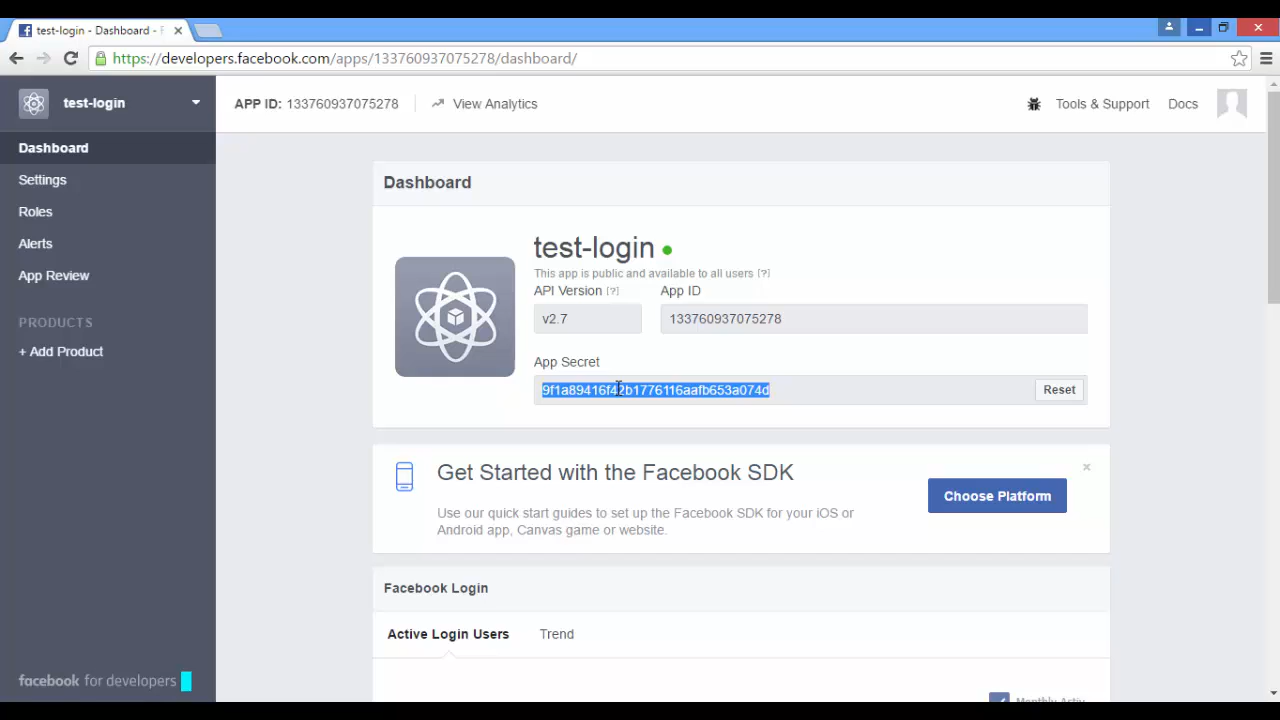 test-login - Dashboard - F
https://developers.facebook.com/apps/133760937075278/dashboard/
test-login
APP ID: 133760937075278
View Analytics
Tools & Support
Docs
Dashboard
Settings
Roles
Alerts
App Review
PRODUCTS
+ Add Product
facebook for developers
Dashboard
test-login
This app is public and available to all users [?]
API Version [?]
App ID
v2.7
133760937075278
App Secret
9f1a89416f42b1776116aafb653a074d
Reset
Get Started with the Facebook SDK
Use our quick start guides to set up the Facebook SDK for your iOS or
Android app, Canvas game or website.
Choose Platform
Facebook Login
Active Login Users
Trend
Monthly Activ